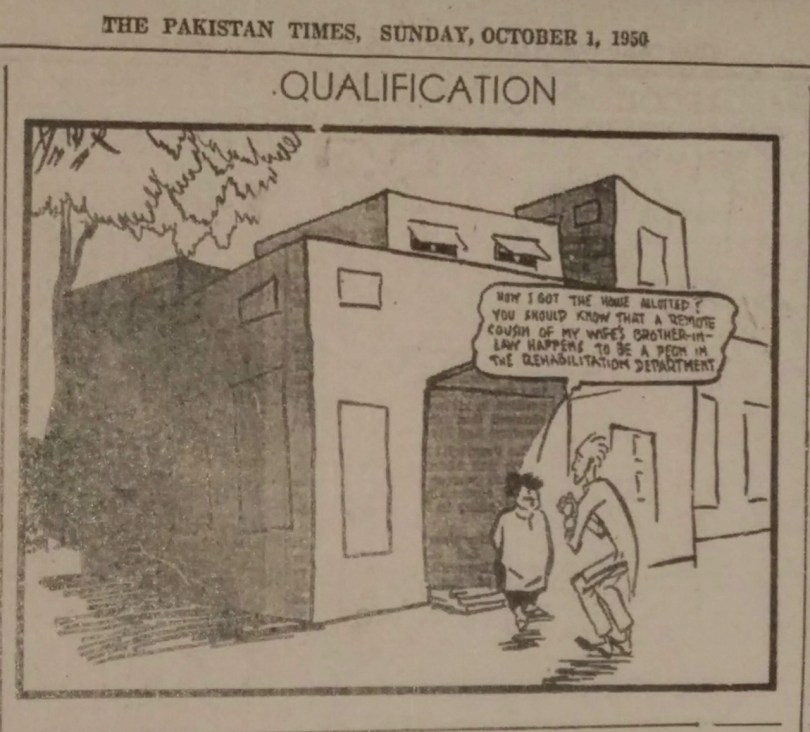 THE PAKISTAN TIMES, SUNDAY, OCTOBER 1, 1950
QUALIFICATION
HOW I GOT THE HOUSE ALLOTTED?
YOU SHOULD KNOW THAT A REMOTE
COUSIN OF MY WIFE'S BROTHER-IN-
LAW HAPPENS TO BE A PEON IN
THE REHABILITATION DEPARTMENT